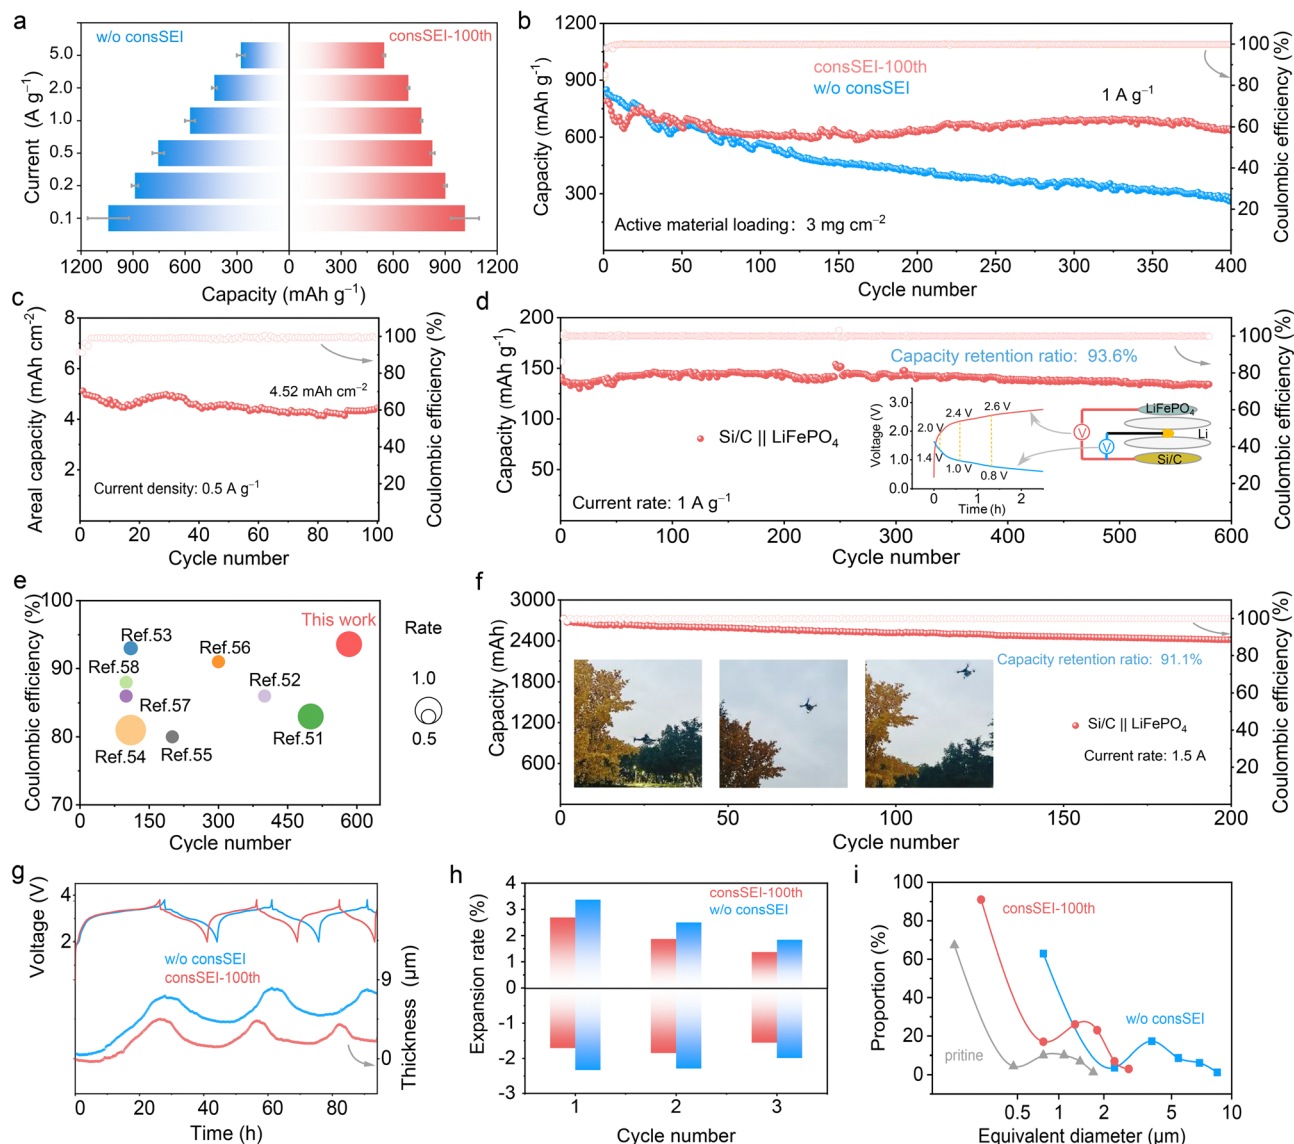 a
w/o consSEI
consSEI-100th
Current (A g⁻¹)
5.0
2.0
1.0
0.5
0.2
0.1
1200 900 600 300 0 300 600 900 1200
Capacity (mAh g⁻¹)
b
Capacity (mAh g⁻¹)
1200
900
600
300
consSEI-100th
w/o consSEI
1 A g⁻¹
Active material loading: 3 mg cm⁻²
100
80
60
40
20
Coulombic efficiency (%)
0 50 100 150 200 250 300 350 400
Cycle number
c
Areal capacity (mAh cm⁻²)
8
6
4
2
4.52 mAh cm⁻²
Current density: 0.5 A g⁻¹
100
80
60
40
20
Coulombic efficiency (%)
0 20 40 60 80 100
Cycle number
d
Capacity (mAh g⁻¹)
200
150
100
50
Capacity retention ratio: 93.6%
Si/C || LiFePO₄
Current rate: 1 A g⁻¹
Voltage (V)
3.0
2.0
1.0
0.0
2.0 V
2.4 V
2.6 V
1.4 V
1.0 V
0.8 V
0 1 2
Time (h)
V
V
LiFePO₄
Li
Si/C
100
80
60
40
20
Coulombic efficiency (%)
0 50 100 150 200 250 300 350 400 450 500 550 600
Cycle number
e
Coulombic efficiency (%)
100
90
80
70
This work
Ref.53
Ref.56
Ref.58
Ref.52
Ref.57
Ref.51
Ref.54
Ref.55
Rate
1.0
0.5
0 150 300 450 600
Cycle number
f
Capacity (mAh)
3000
2400
1800
1200
600
Capacity retention ratio: 91.1%
Si/C || LiFePO₄
Current rate: 1.5 A
100
80
60
40
20
Coulombic efficiency (%)
0 50 100 150 200
Cycle number
g
Voltage (V)
4
2
w/o consSEI
consSEI-100th
9
0
Thickness (μm)
0 20 40 60 80
Time (h)
h
Expansion rate (%)
4
3
2
1
0
-1
-2
-3
consSEI-100th
w/o consSEI
1 2 3
Cycle number
i
Proportion (%)
100
80
60
40
20
0
consSEI-100th
w/o consSEI
pritine
0.5 1 2 5 10
Equivalent diameter (μm)